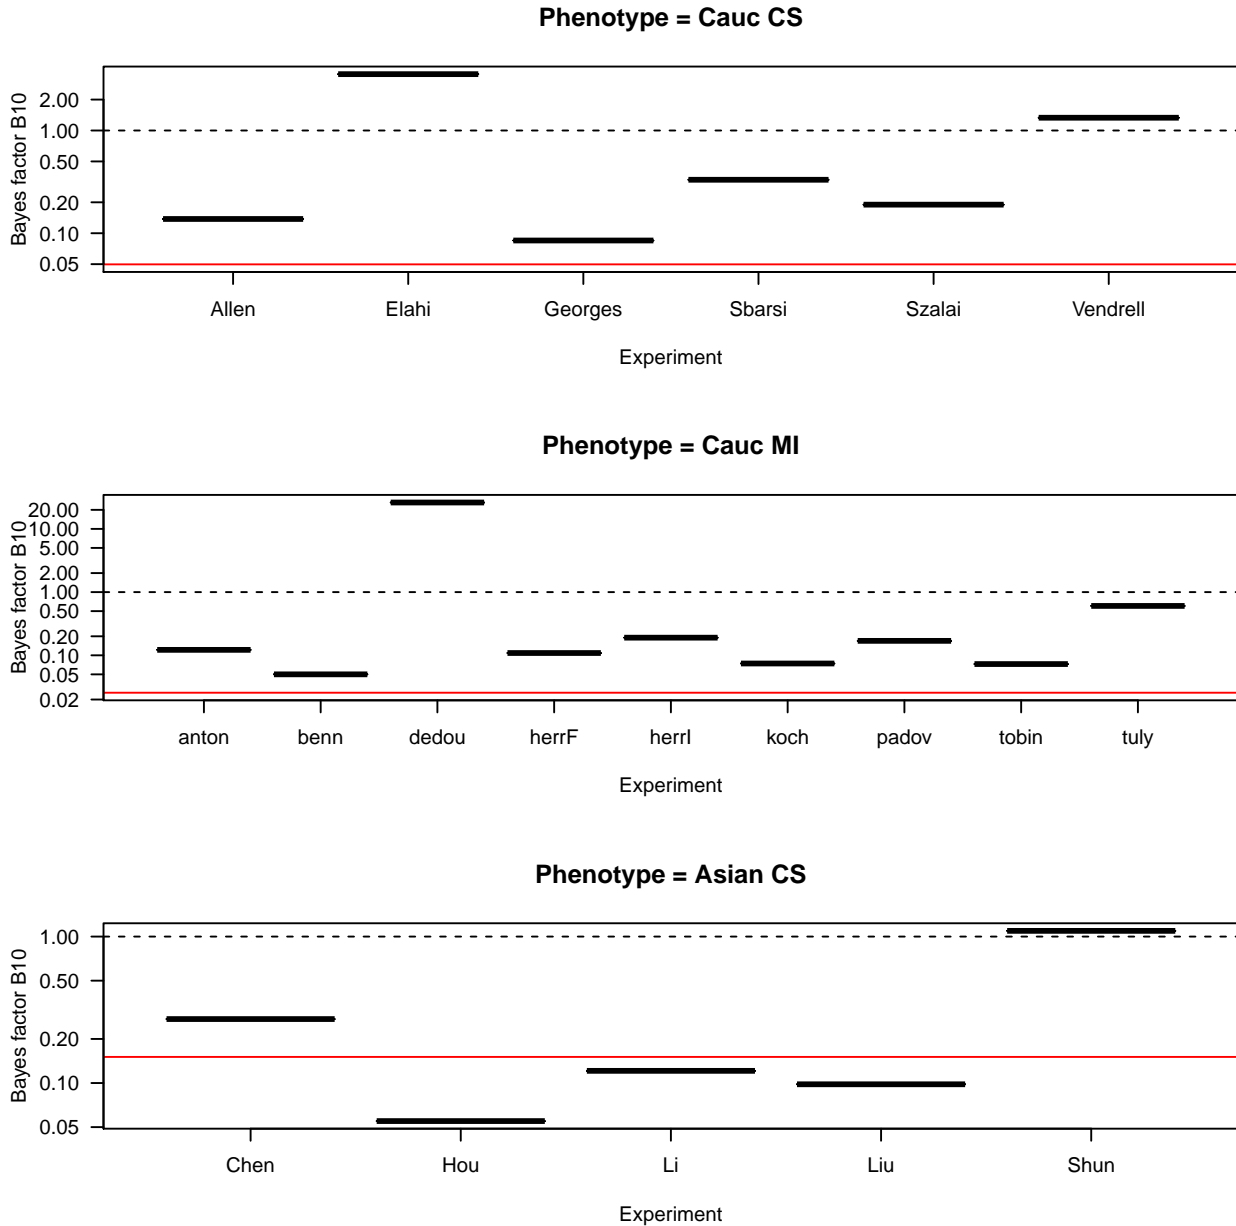 Phenotype = Cauc CS
Bayes factor B10
2.00
1.00
0.50
0.20
0.10
0.05
Allen Elahi Georges Sbarsi Szalai Vendrell
Experiment
Phenotype = Cauc MI
Bayes factor B10
20.00
10.00
5.00
2.00
1.00
0.50
0.20
0.10
0.05
0.02
anton benn dedou herrF herrI koch padov tobin tuly
Experiment
Phenotype = Asian CS
Bayes factor B10
1.00
0.50
0.20
0.10
0.05
Chen Hou Li Liu Shun
Experiment